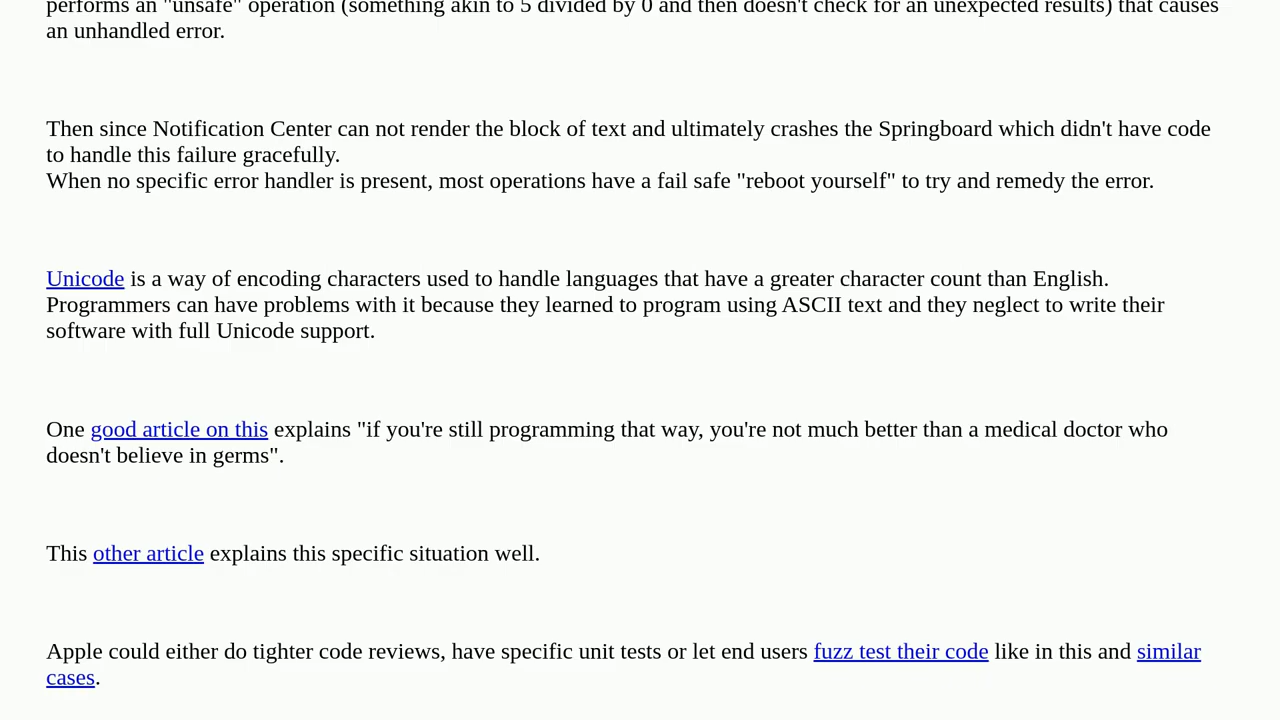 performs an "unsafe" operation (something akin to 5 divided by 0 and then doesn't check for an unexpected results) that causes
an unhandled error.
Then since Notification Center can not render the block of text and ultimately crashes the Springboard which didn't have code
to handle this failure gracefully.
When no specific error handler is present, most operations have a fail safe "reboot yourself" to try and remedy the error.
Unicode is a way of encoding characters used to handle languages that have a greater character count than English.
Programmers can have problems with it because they learned to program using ASCII text and they neglect to write their
software with full Unicode support.
One good article on this explains "if you're still programming that way, you're not much better than a medical doctor who
doesn't believe in germs".
This other article explains this specific situation well.
Apple could either do tighter code reviews, have specific unit tests or let end users fuzz test their code like in this and similar
cases.